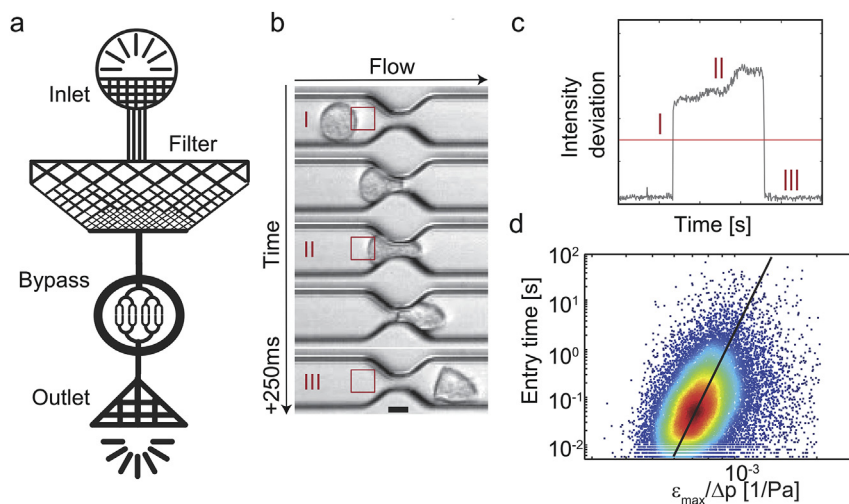 a
Inlet
Filter
Bypass
Outlet
b
Flow
Time
+250ms
I
II
III
c
Intensity
deviation
I
II
III
Time [s]
d
Entry time [s]
10²
10¹
10⁰
10⁻¹
10⁻²
10⁻³
εmax/Δp [1/Pa]